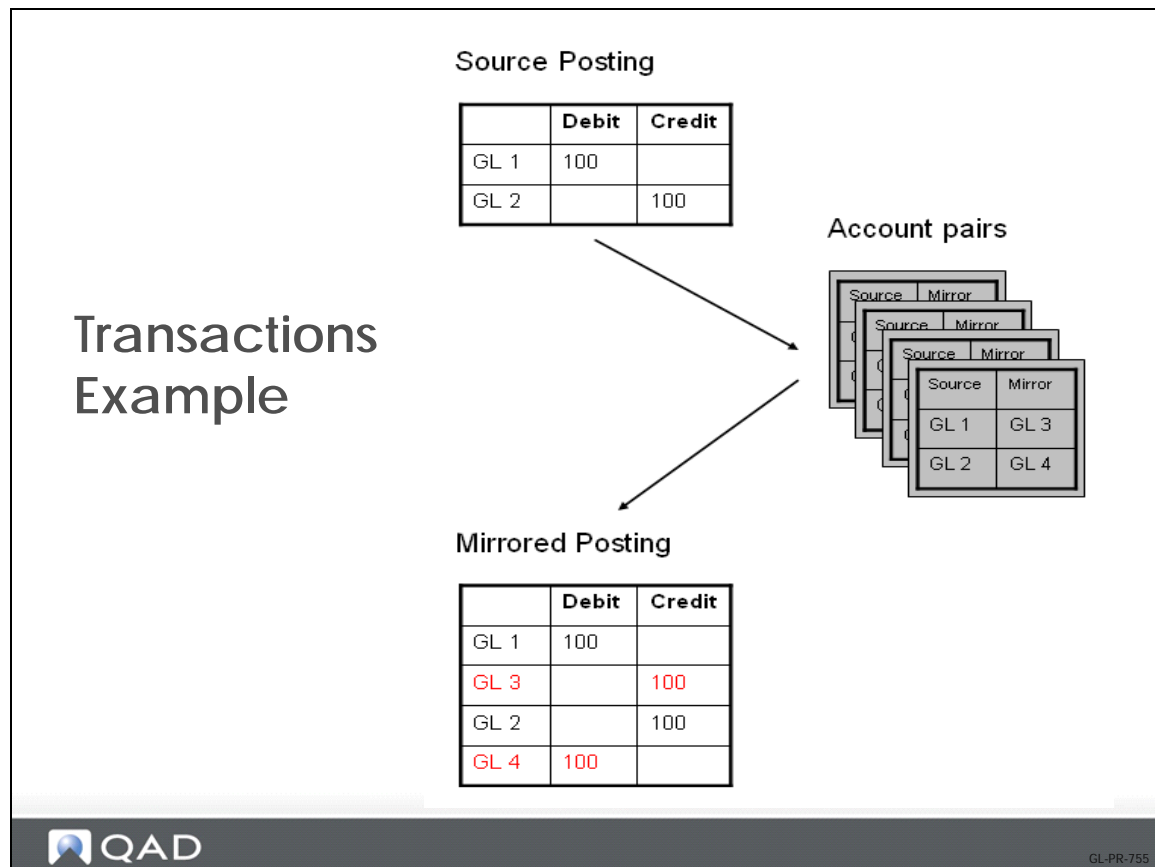 Source Posting
Debit Credit
GL 1 100
GL 2 100
Account pairs
Source Mirror
Source Mirror
Source Mirror
Source Mirror
GL 1 GL 3
GL 2 GL 4
Transactions
Example
Mirrored Posting
Debit Credit
GL 1 100
GL 3 100
GL 2 100
GL 4 100
QAD
GL-PR-755